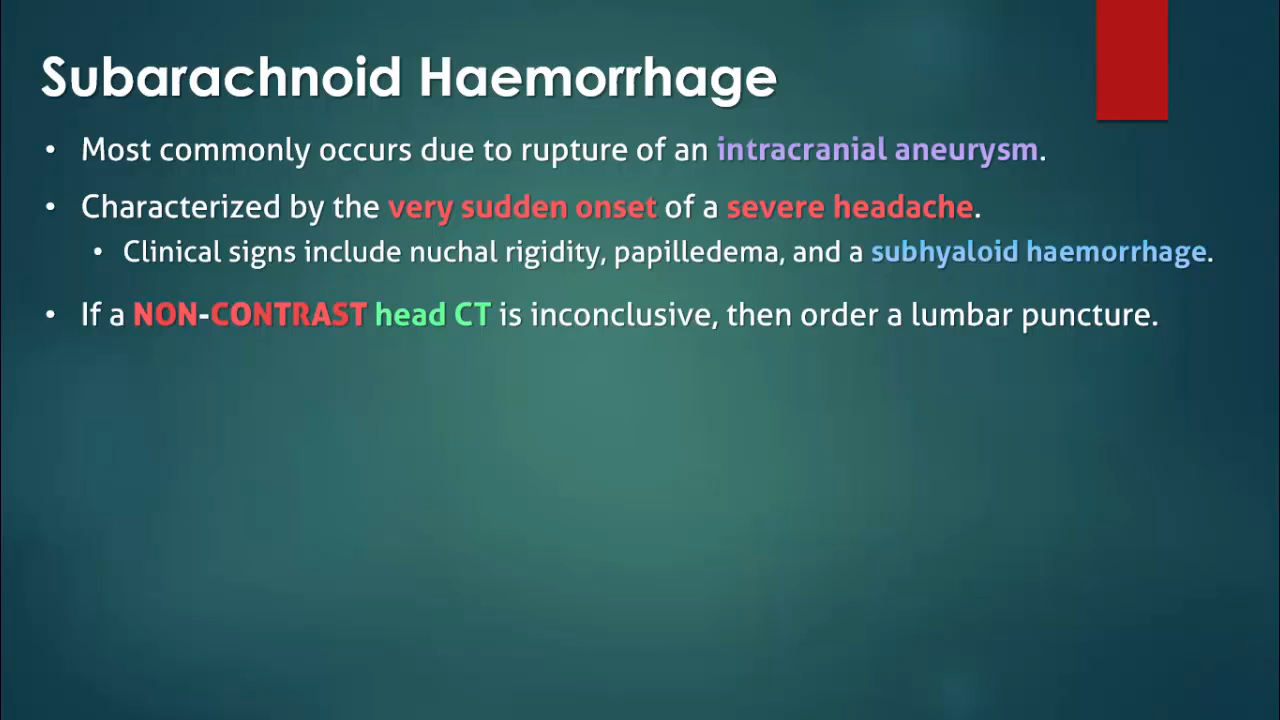 Subarachnoid Haemorrhage
• Most commonly occurs due to rupture of an intracranial aneurysm.
• Characterized by the very sudden onset of a severe headache.
• Clinical signs include nuchal rigidity, papilledema, and a subhyaloid haemorrhage.
• If a NON-CONTRAST head CT is inconclusive, then order a lumbar puncture.